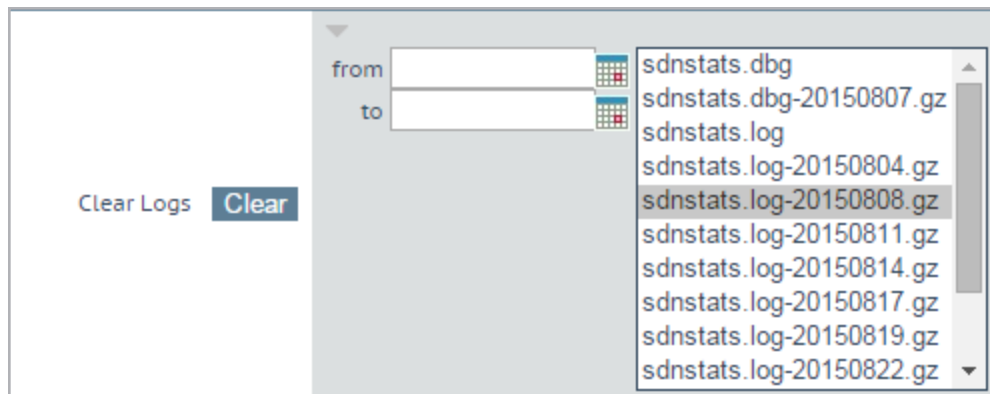 from
to
Clear Logs Clear
sdnstats.dbg
sdnstats.dbg-20150807.gz
sdnstats.log
sdnstats.log-20150804.gz
sdnstats.log-20150808.gz
sdnstats.log-20150811.gz
sdnstats.log-20150814.gz
sdnstats.log-20150817.gz
sdnstats.log-20150819.gz
sdnstats.log-20150822.gz